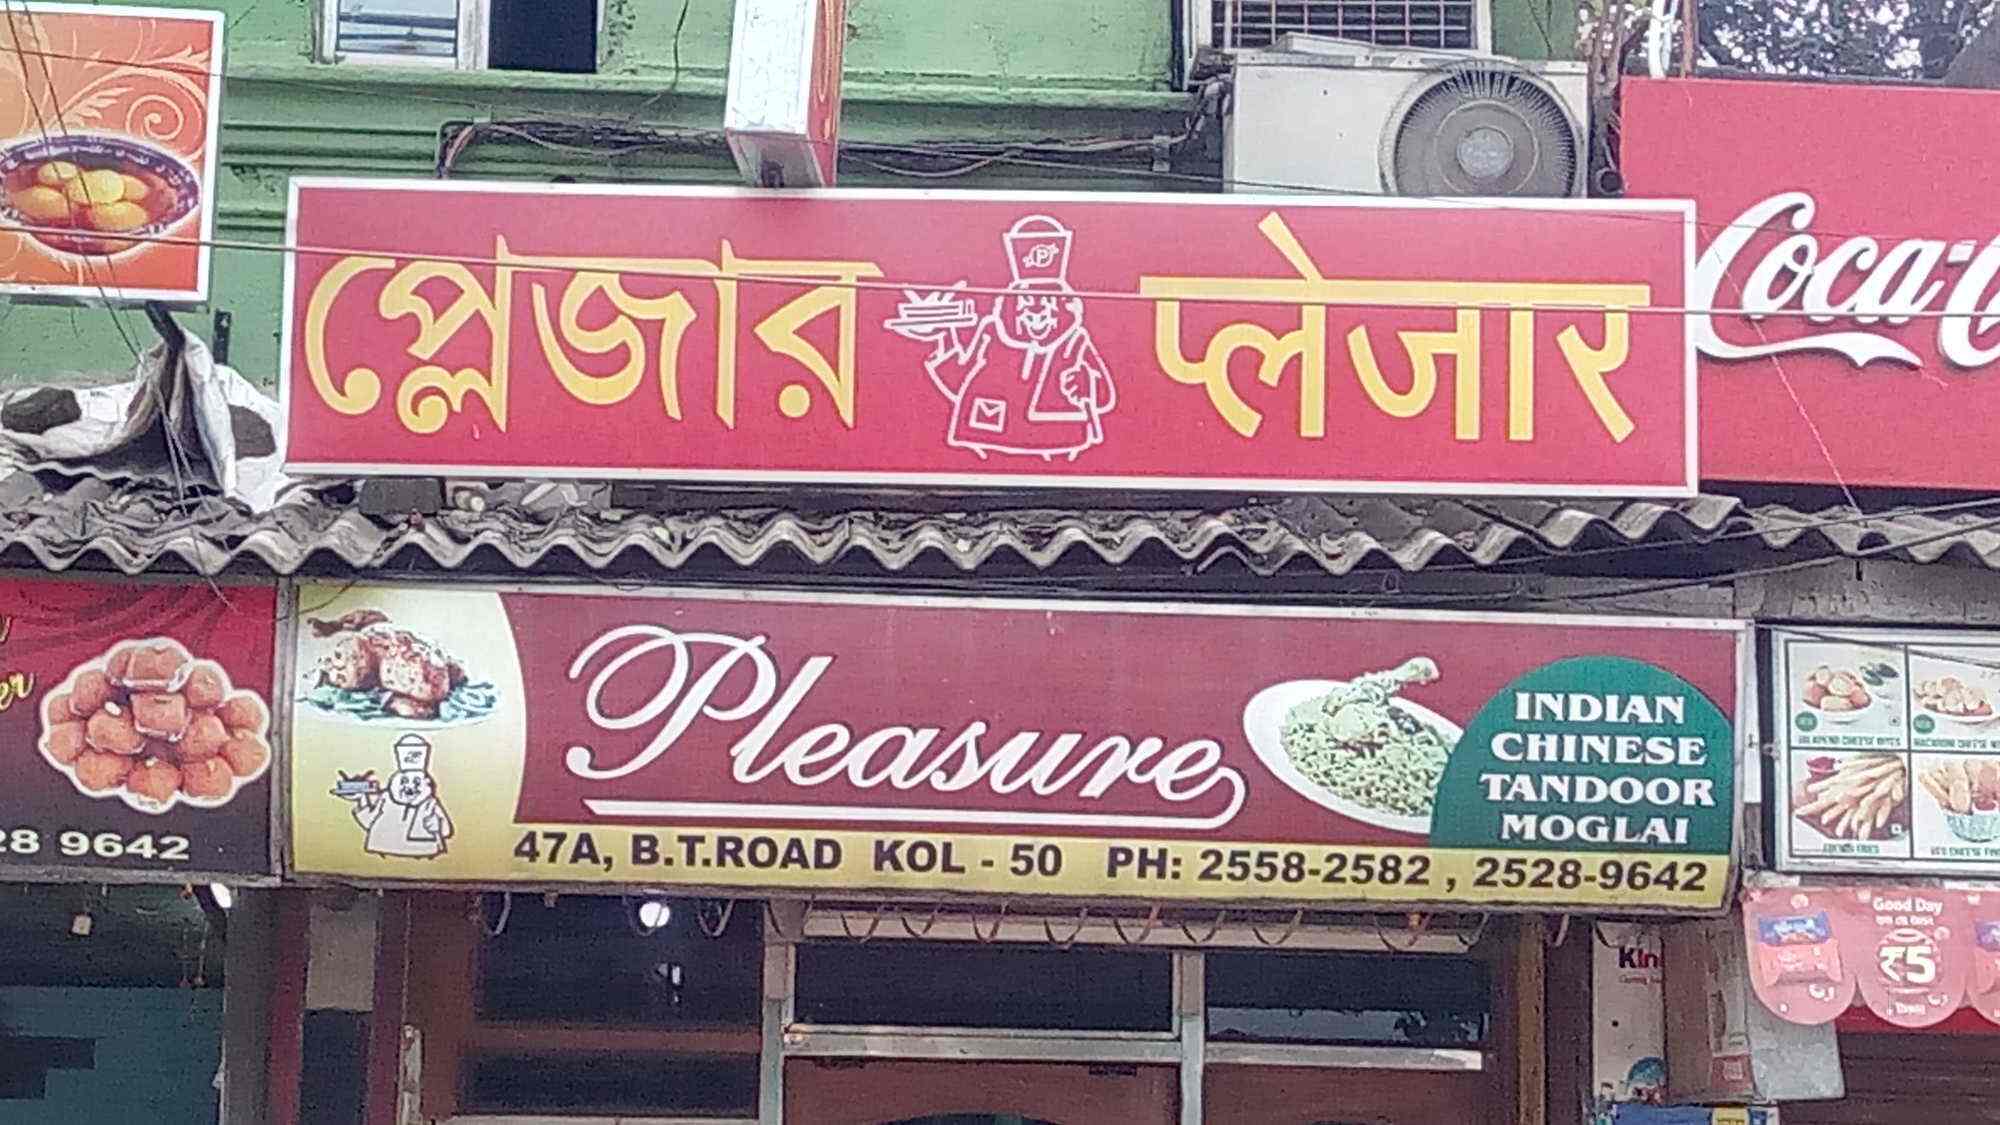 প্লেজার प्लेजार
P
Coca-C
Pleasure
INDIAN
CHINESE
TANDOOR
MOGLAI
47A, B.T.ROAD KOL - 50 PH: 2558-2582 , 2528-9642
28 9642
Good Day
₹5